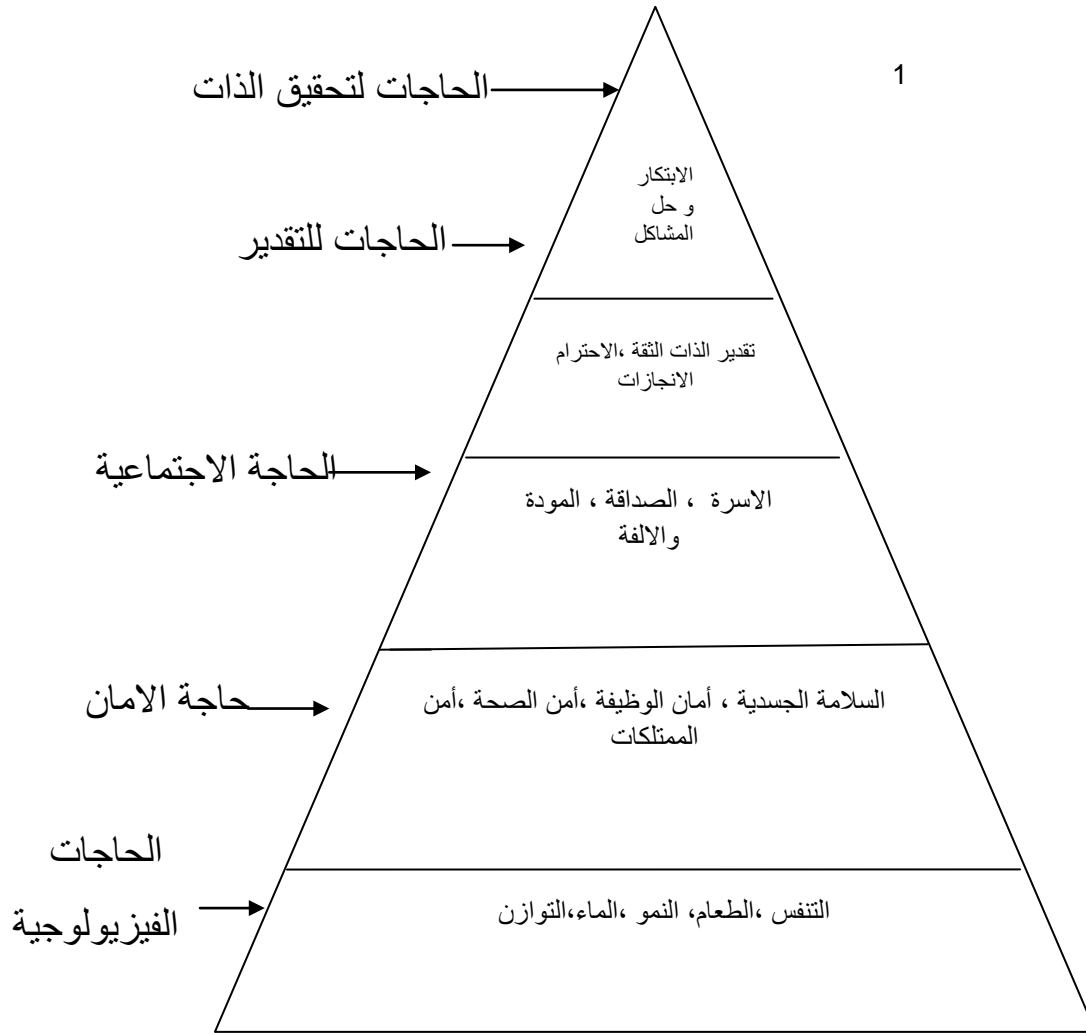 1
الحاجات لتحقيق الذات
الابتكار
و حل
المشاكل
الحاجات للتقدير
تقدير الذات الثقة ،الاحترام
الانجازات
الحاجة الاجتماعية
الاسرة ، الصداقة ، المودة
والالفة
حاجة الامان
السلامة الجسدية ، أمان الوظيفة ،أمن الصحة ،أمن
الممتلكات
الحاجات
الفيزيولوجية
التنفس ،الطعام، النمو ،الماء،التوازن